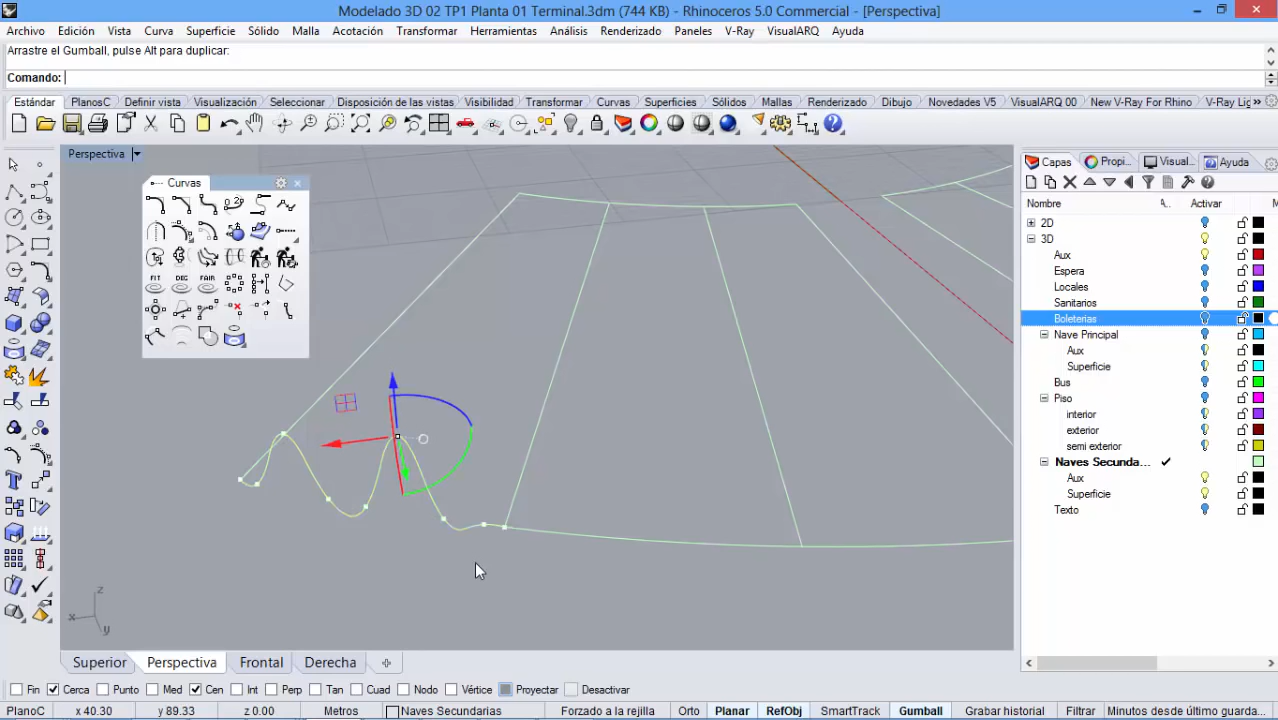 Modelado 3D 02 TP1 Planta 01 Terminal.3dm (744 KB) - Rhinoceros 5.0 Commercial - [Perspectiva]
Archivo Edición Vista Curva Superficie Sólido Malla Acotación Transformar Herramientas Análisis Renderizado Paneles V-Ray VisualARQ Ayuda
Arrastre el Gumball, pulse Alt para duplicar:
Comando:
Estándar PlanosC Definir vista Visualización Seleccionar Disposición de las vistas Visibilidad Transformar Curvas Superficies Sólidos Mallas Renderizado Dibujo Novedades V5 VisualARQ 00 New V-Ray For Rhino V-Ray Lig
Perspectiva
Curvas
FIT DEG FAIR
Capas Propi... Visual... Ayuda
Nombre Activar M
2D
3D
Aux
Espera
Locales
Sanitarios
Boleterias
Nave Principal
Aux
Superficie
Bus
Piso
interior
exterior
semi exterior
Naves Secunda...
Aux
Superficie
Texto
z
x
y
Superior Perspectiva Frontal Derecha
Fin Cerca Punto Med Cen Int Perp Tan Cuad Nodo Vértice Proyectar Desactivar
PlanoC x 40.30 y 89.33 z 0.00 Metros Naves Secundarias Forzado a la rejilla Orto Planar RefObj SmartTrack Gumball Grabar historial Filtrar Minutos desde último guarda...